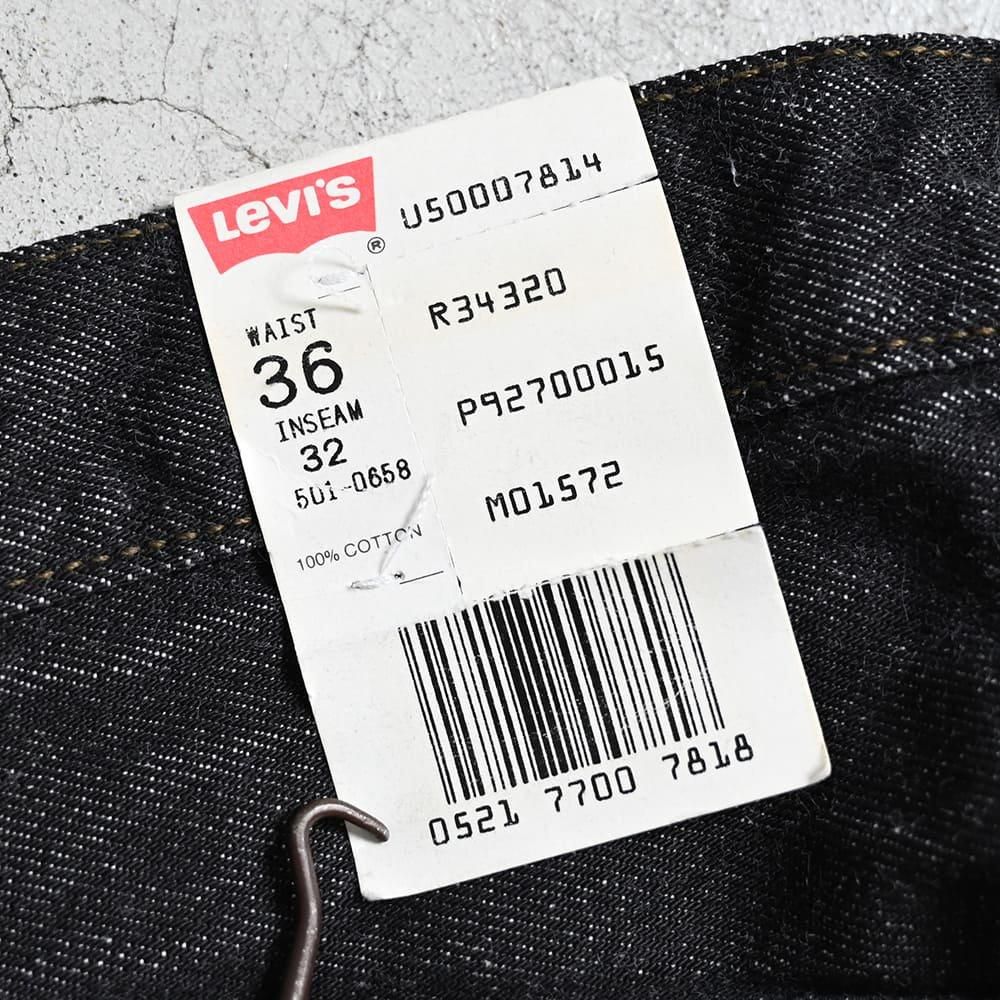 LEVI'S
®
U50007814
WAIST
36
INSEAM
32
501-0658
100% COTTON
R34320
P92700015
M01572
0521 7700 7818